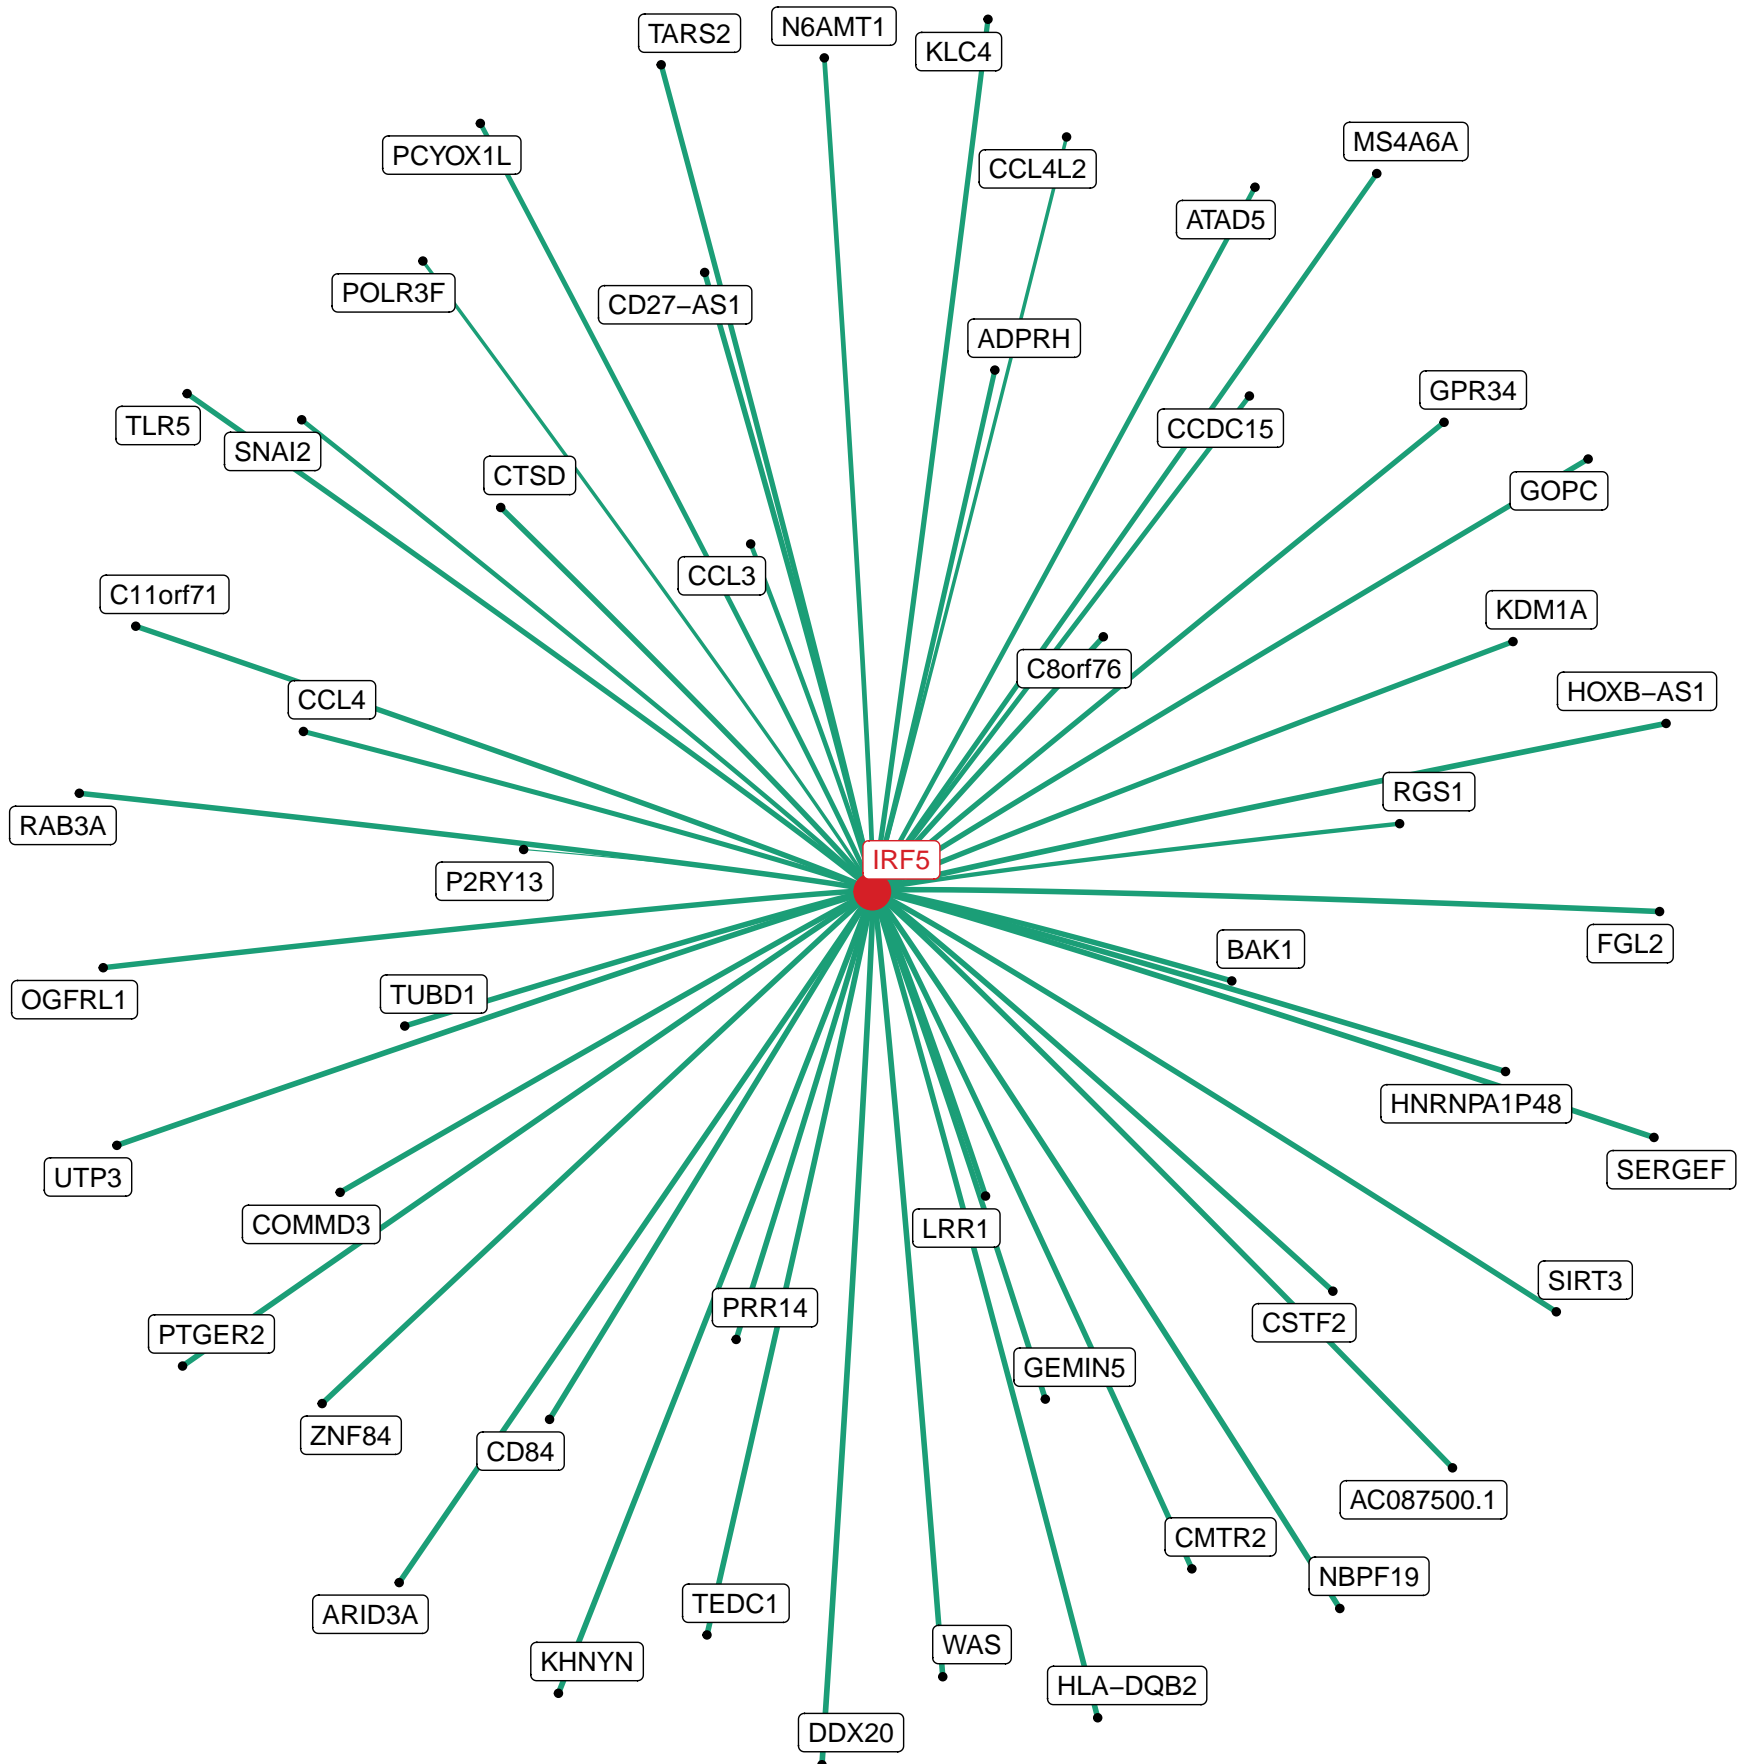 N6AMT1
TARS2
KLC4
MS4A6A
PCYOX1L
CCL4L2
ATAD5
POLR3F
CD27−AS1
ADPRH
GPR34
TLR5
CCDC15
SNAI2
CTSD
GOPC
CCL3
C11orf71
KDM1A
C8orf76
HOXB−AS1
CCL4
RGS1
RAB3A
IRF5
P2RY13
FGL2
BAK1
TUBD1
OGFRL1
HNRNPA1P48
SERGEF
UTP3
COMMD3
LRR1
SIRT3
PRR14
CSTF2
PTGER2
GEMIN5
ZNF84
CD84
AC087500.1
CMTR2
NBPF19
TEDC1
ARID3A
WAS
KHNYN
HLA−DQB2
DDX20